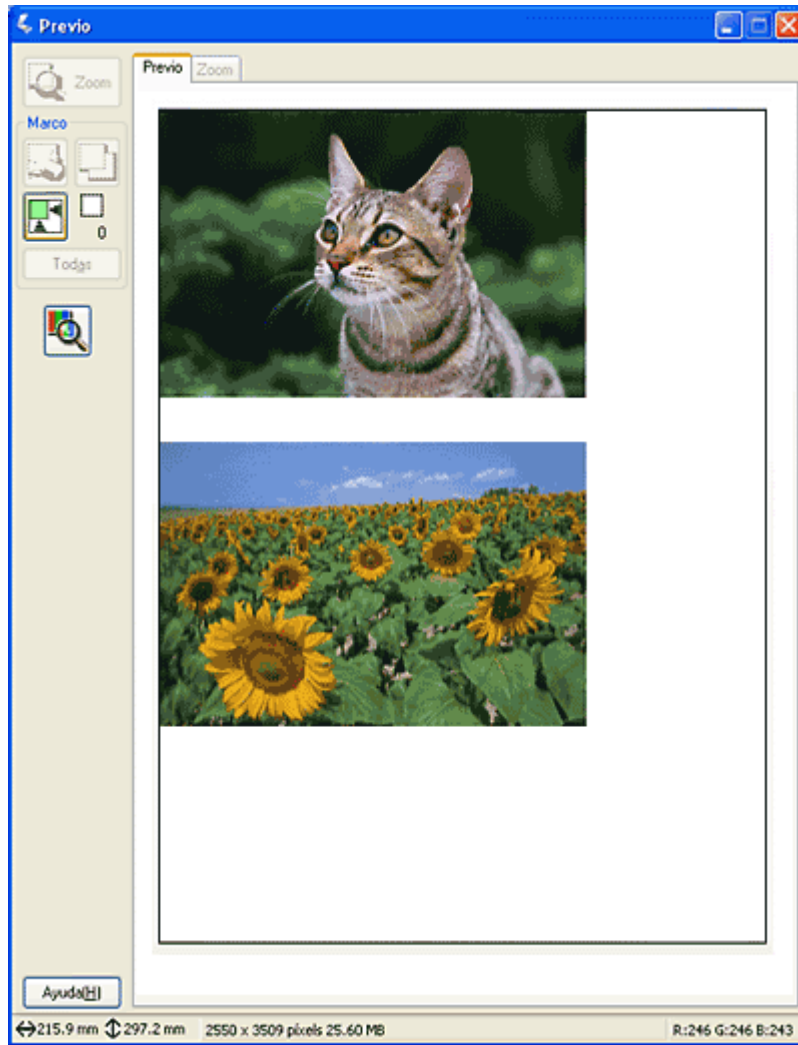 Previo
Zoom
Previo Zoom
Marco
0
Todas
Ayuda(H)
215.9 mm 297.2 mm 2550 x 3509 píxels 25.60 MB R:246 G:246 B:243